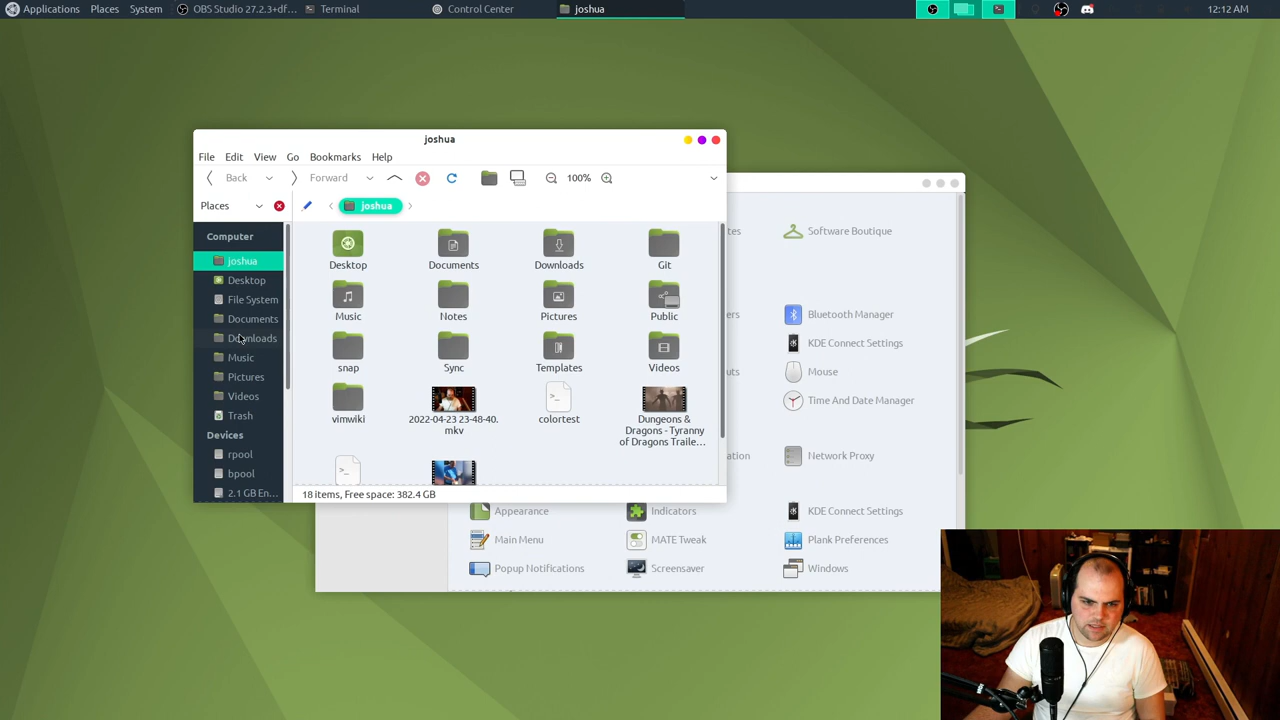 Applications Places System OBS Studio 27.2.3+df... Terminal Control Center joshua 12:12 AM
joshua
File Edit View Go Bookmarks Help
Back Forward 100%
Places joshua
Computer
joshua
Desktop
File System
Documents
Downloads
Music
Pictures
Videos
Trash
Devices
rpool
bpool
2.1 GB En...
Desktop Documents Downloads Git
Music Notes Pictures Public
snap Sync Templates Videos
vimwiki 2022-04-23 23-48-40.mkv colortest Dungeons &
Dragons - Tyranny
of Dragons Traile...
18 items, Free space: 382.4 GB
Software Boutique
Bluetooth Manager
KDE Connect Settings
Mouse
Time And Date Manager
Network Proxy
Appearance Indicators KDE Connect Settings
Main Menu MATE Tweak Plank Preferences
Popup Notifications Screensaver Windows